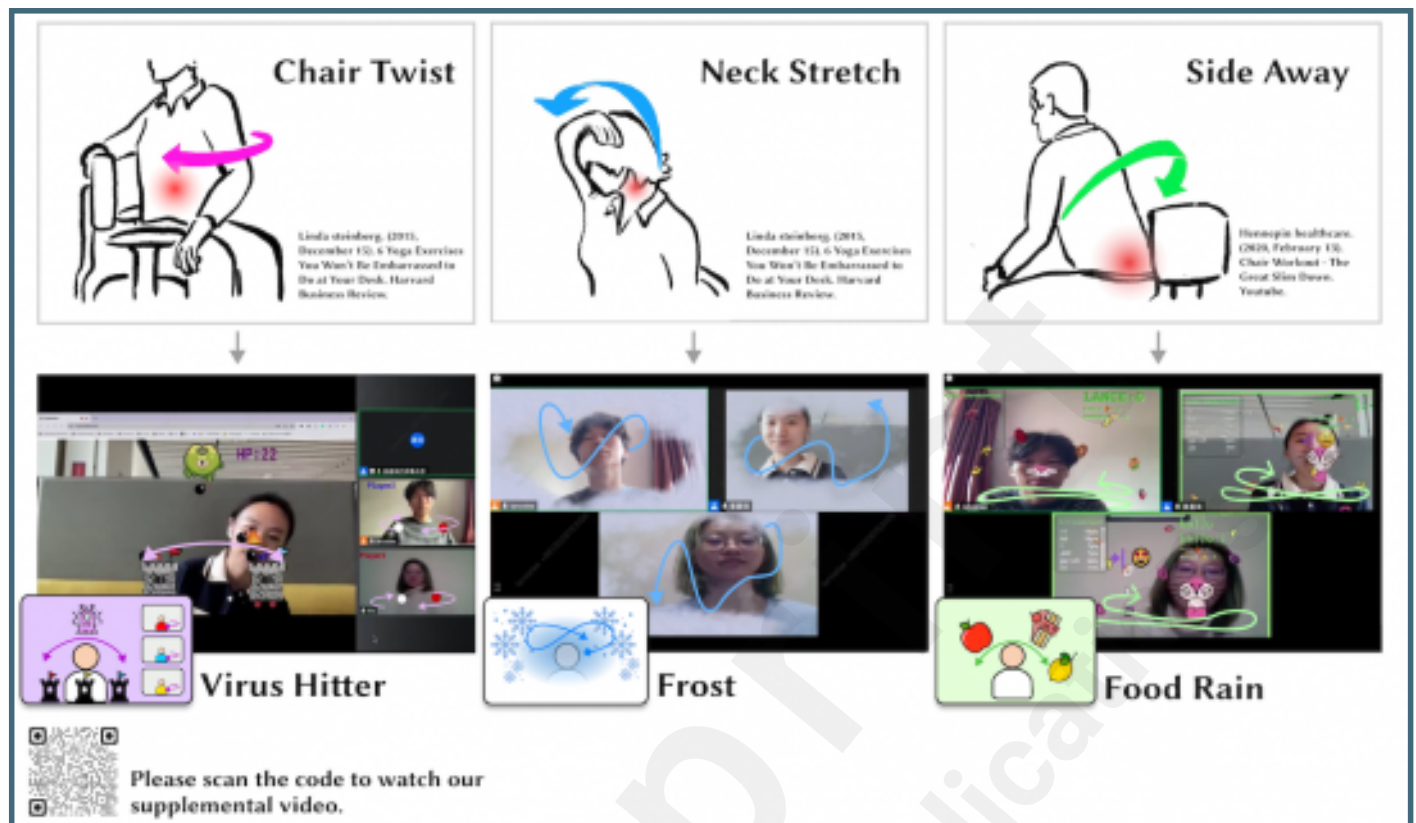 Chair Twist
Linda steinberg. (2015,
December 15). 6 Yoga Exercises
You Won't Be Embarrassed to
Do at Your Desk. Harvard
Business Review.
Neck Stretch
Linda steinberg. (2015,
December 15). 6 Yoga Exercises
You Won't Be Embarrassed to
Do at Your Desk. Harvard
Business Review.
Side Away
Hennepin healthcare.
(2020, February 13).
Chair Workout - The
Great Slim Down.
Youtube.
HP:22
Player1
Virus Hitter
Frost
Food Rain
Please scan the code to watch our
supplemental video.